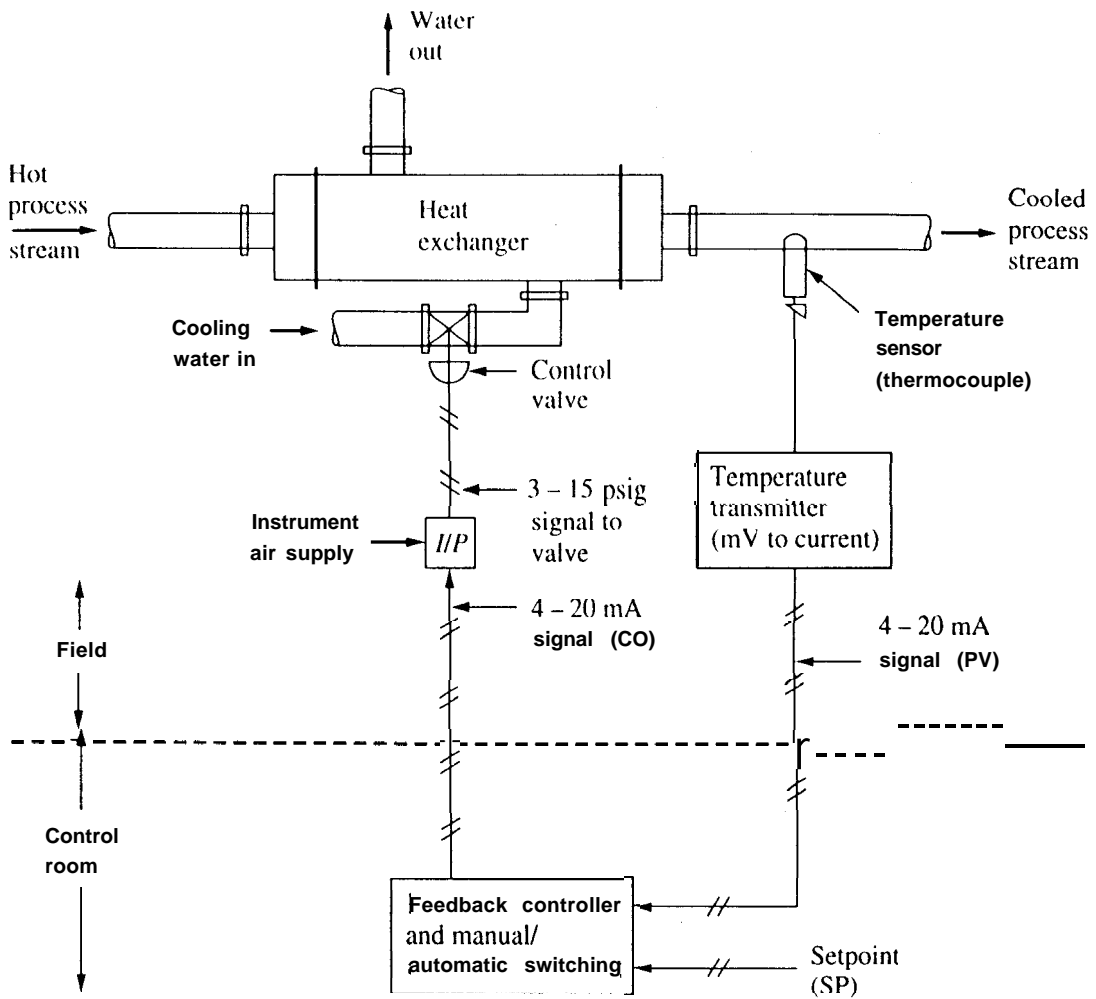 Water
out
Hot
process
stream
Heat
exchanger
Cooled
process
stream
Cooling
water in
Control
valve
Temperature
sensor
(thermocouple)
3 – 15 psig
signal to
valve
Instrument
air supply
I/P
Temperature
transmitter
(mV to current)
4 – 20 mA
signal (CO)
4 – 20 mA
signal (PV)
Field
Control
room
Feedback controller
and manual/
automatic switching
Setpoint
(SP)